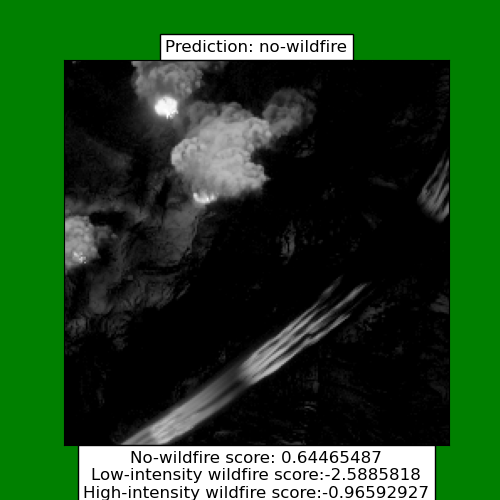 Prediction: no-wildfire
No-wildfire score: 0.64465487
Low-intensity wildfire score:-2.5885818
High-intensity wildfire score:-0.96592927